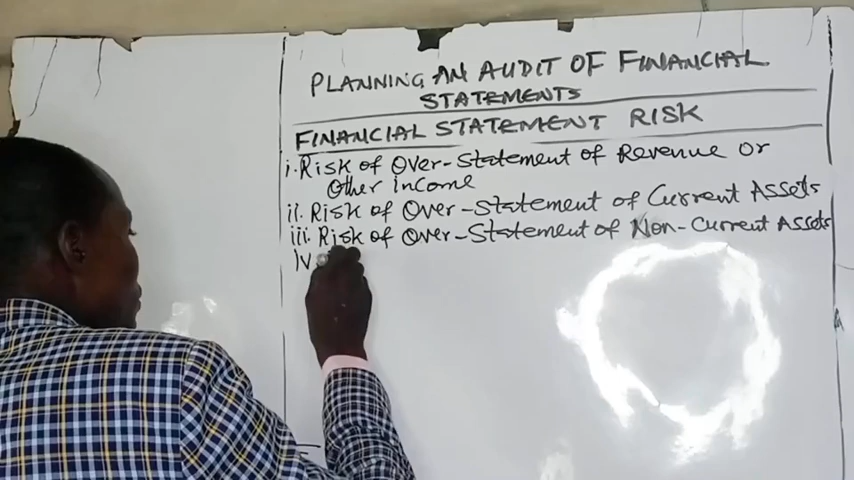 PLANNING AN AUDIT OF FINANCIAL
STATEMENTS
FINANCIAL STATEMENT RISK
i. Risk of Over-Statement of Revenue or
Other income
ii. Risk of Over-Statement of Current Assets
iii. Risk of Over-Statement of Non-Current Assets
iv